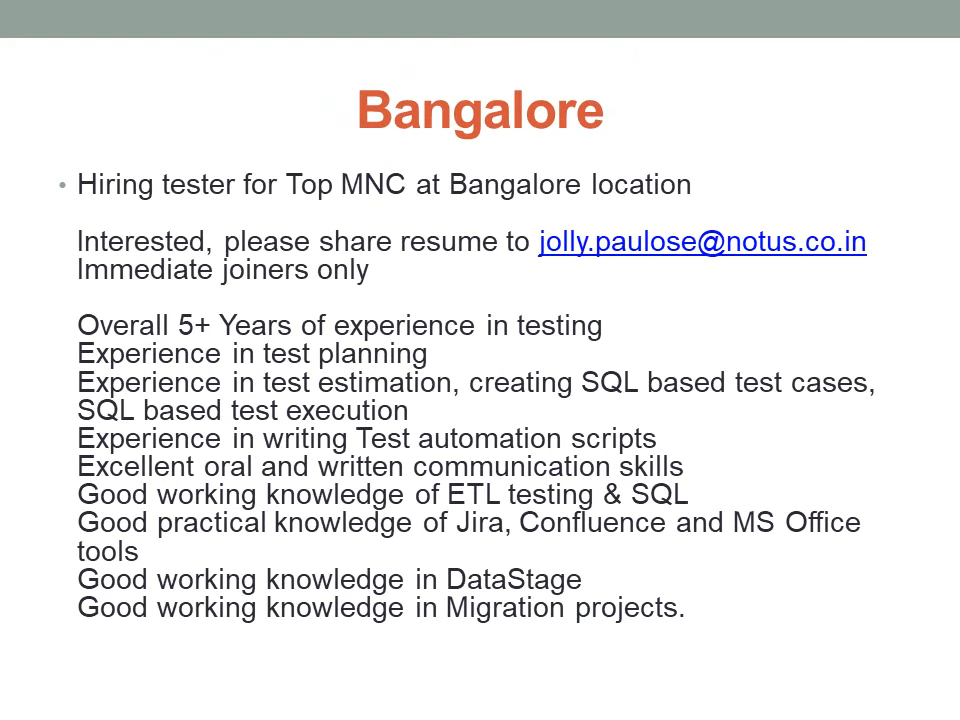 Bangalore
• Hiring tester for Top MNC at Bangalore location
Interested, please share resume to jolly.paulose@notus.co.in
Immediate joiners only
Overall 5+ Years of experience in testing
Experience in test planning
Experience in test estimation, creating SQL based test cases,
SQL based test execution
Experience in writing Test automation scripts
Excellent oral and written communication skills
Good working knowledge of ETL testing & SQL
Good practical knowledge of Jira, Confluence and MS Office
tools
Good working knowledge in DataStage
Good working knowledge in Migration projects.